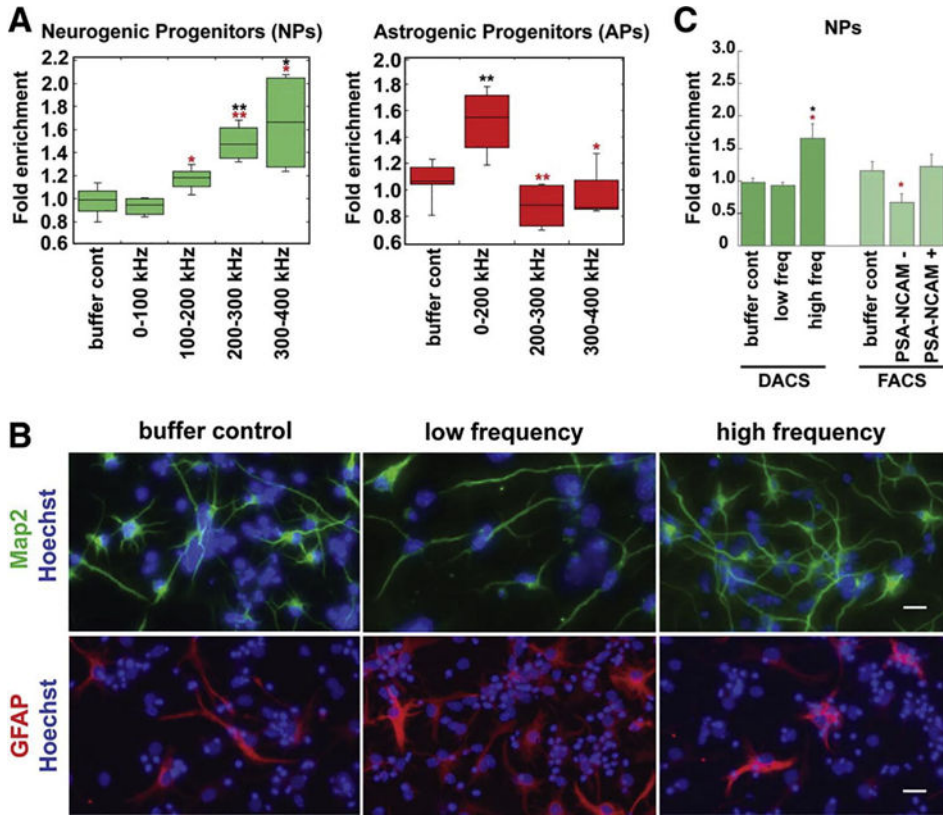 A
Neurogenic Progenitors (NPs)
Fold enrichment
2.2
2.0
1.8
1.6
1.4
1.2
1.0
0.8
0.6
*
*
**
**
*
buffer cont
0-100 kHz
100-200 kHz
200-300 kHz
300-400 kHz
Astrogenic Progenitors (APs)
Fold enrichment
2.0
1.8
1.6
1.4
1.2
1.0
0.8
0.6
**
**
*
buffer cont
0-200 kHz
200-300 kHz
300-400 kHz
C
NPs
Fold enrichment
3.0
2.5
2.0
1.5
1.0
0.5
0
*
*
*
buffer cont
low freq
high freq
buffer cont
PSA-NCAM -
PSA-NCAM +
DACS
FACS
B
buffer control
low frequency
high frequency
Map2
Hoechst
GFAP
Hoechst